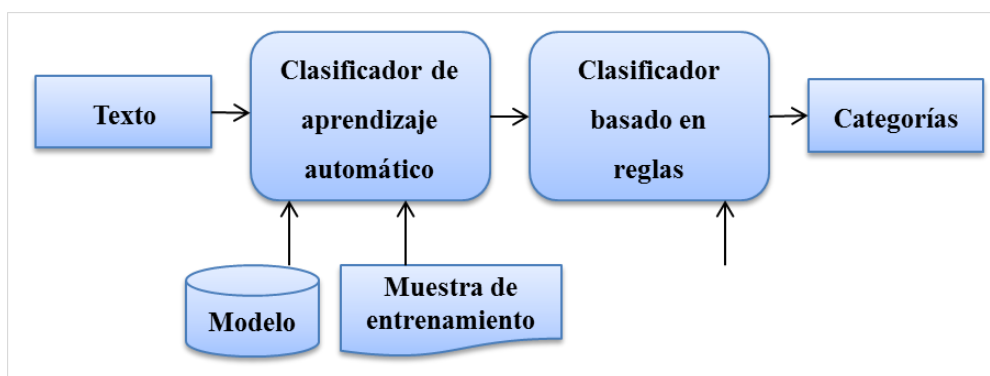 Texto
Clasificador de
aprendizaje
automático
Clasificador
basado en
reglas
Categorías
Modelo
Muestra de
entrenamiento